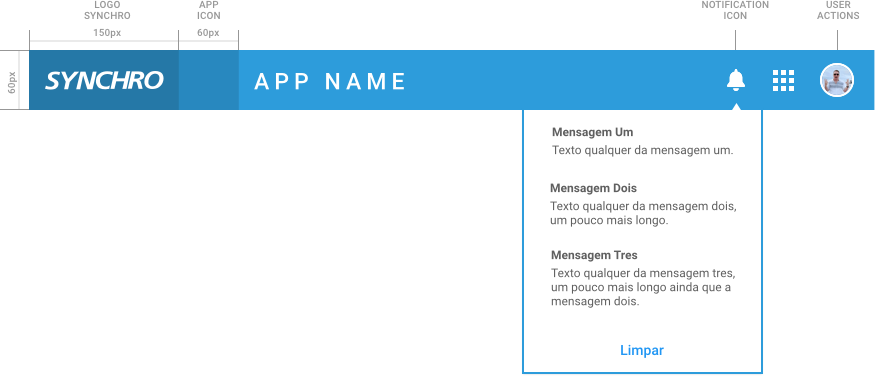 LOGO
SYNCHRO
APP
ICON
NOTIFICATION
ICON
USER
ACTIONS
150px
60px
60px
SYNCHRO
APP NAME
Mensagem Um
Texto qualquer da mensagem um.
Mensagem Dois
Texto qualquer da mensagem dois,
um pouco mais longo.
Mensagem Tres
Texto qualquer da mensagem tres,
um pouco mais longo ainda que a
mensagem dois.
Limpar